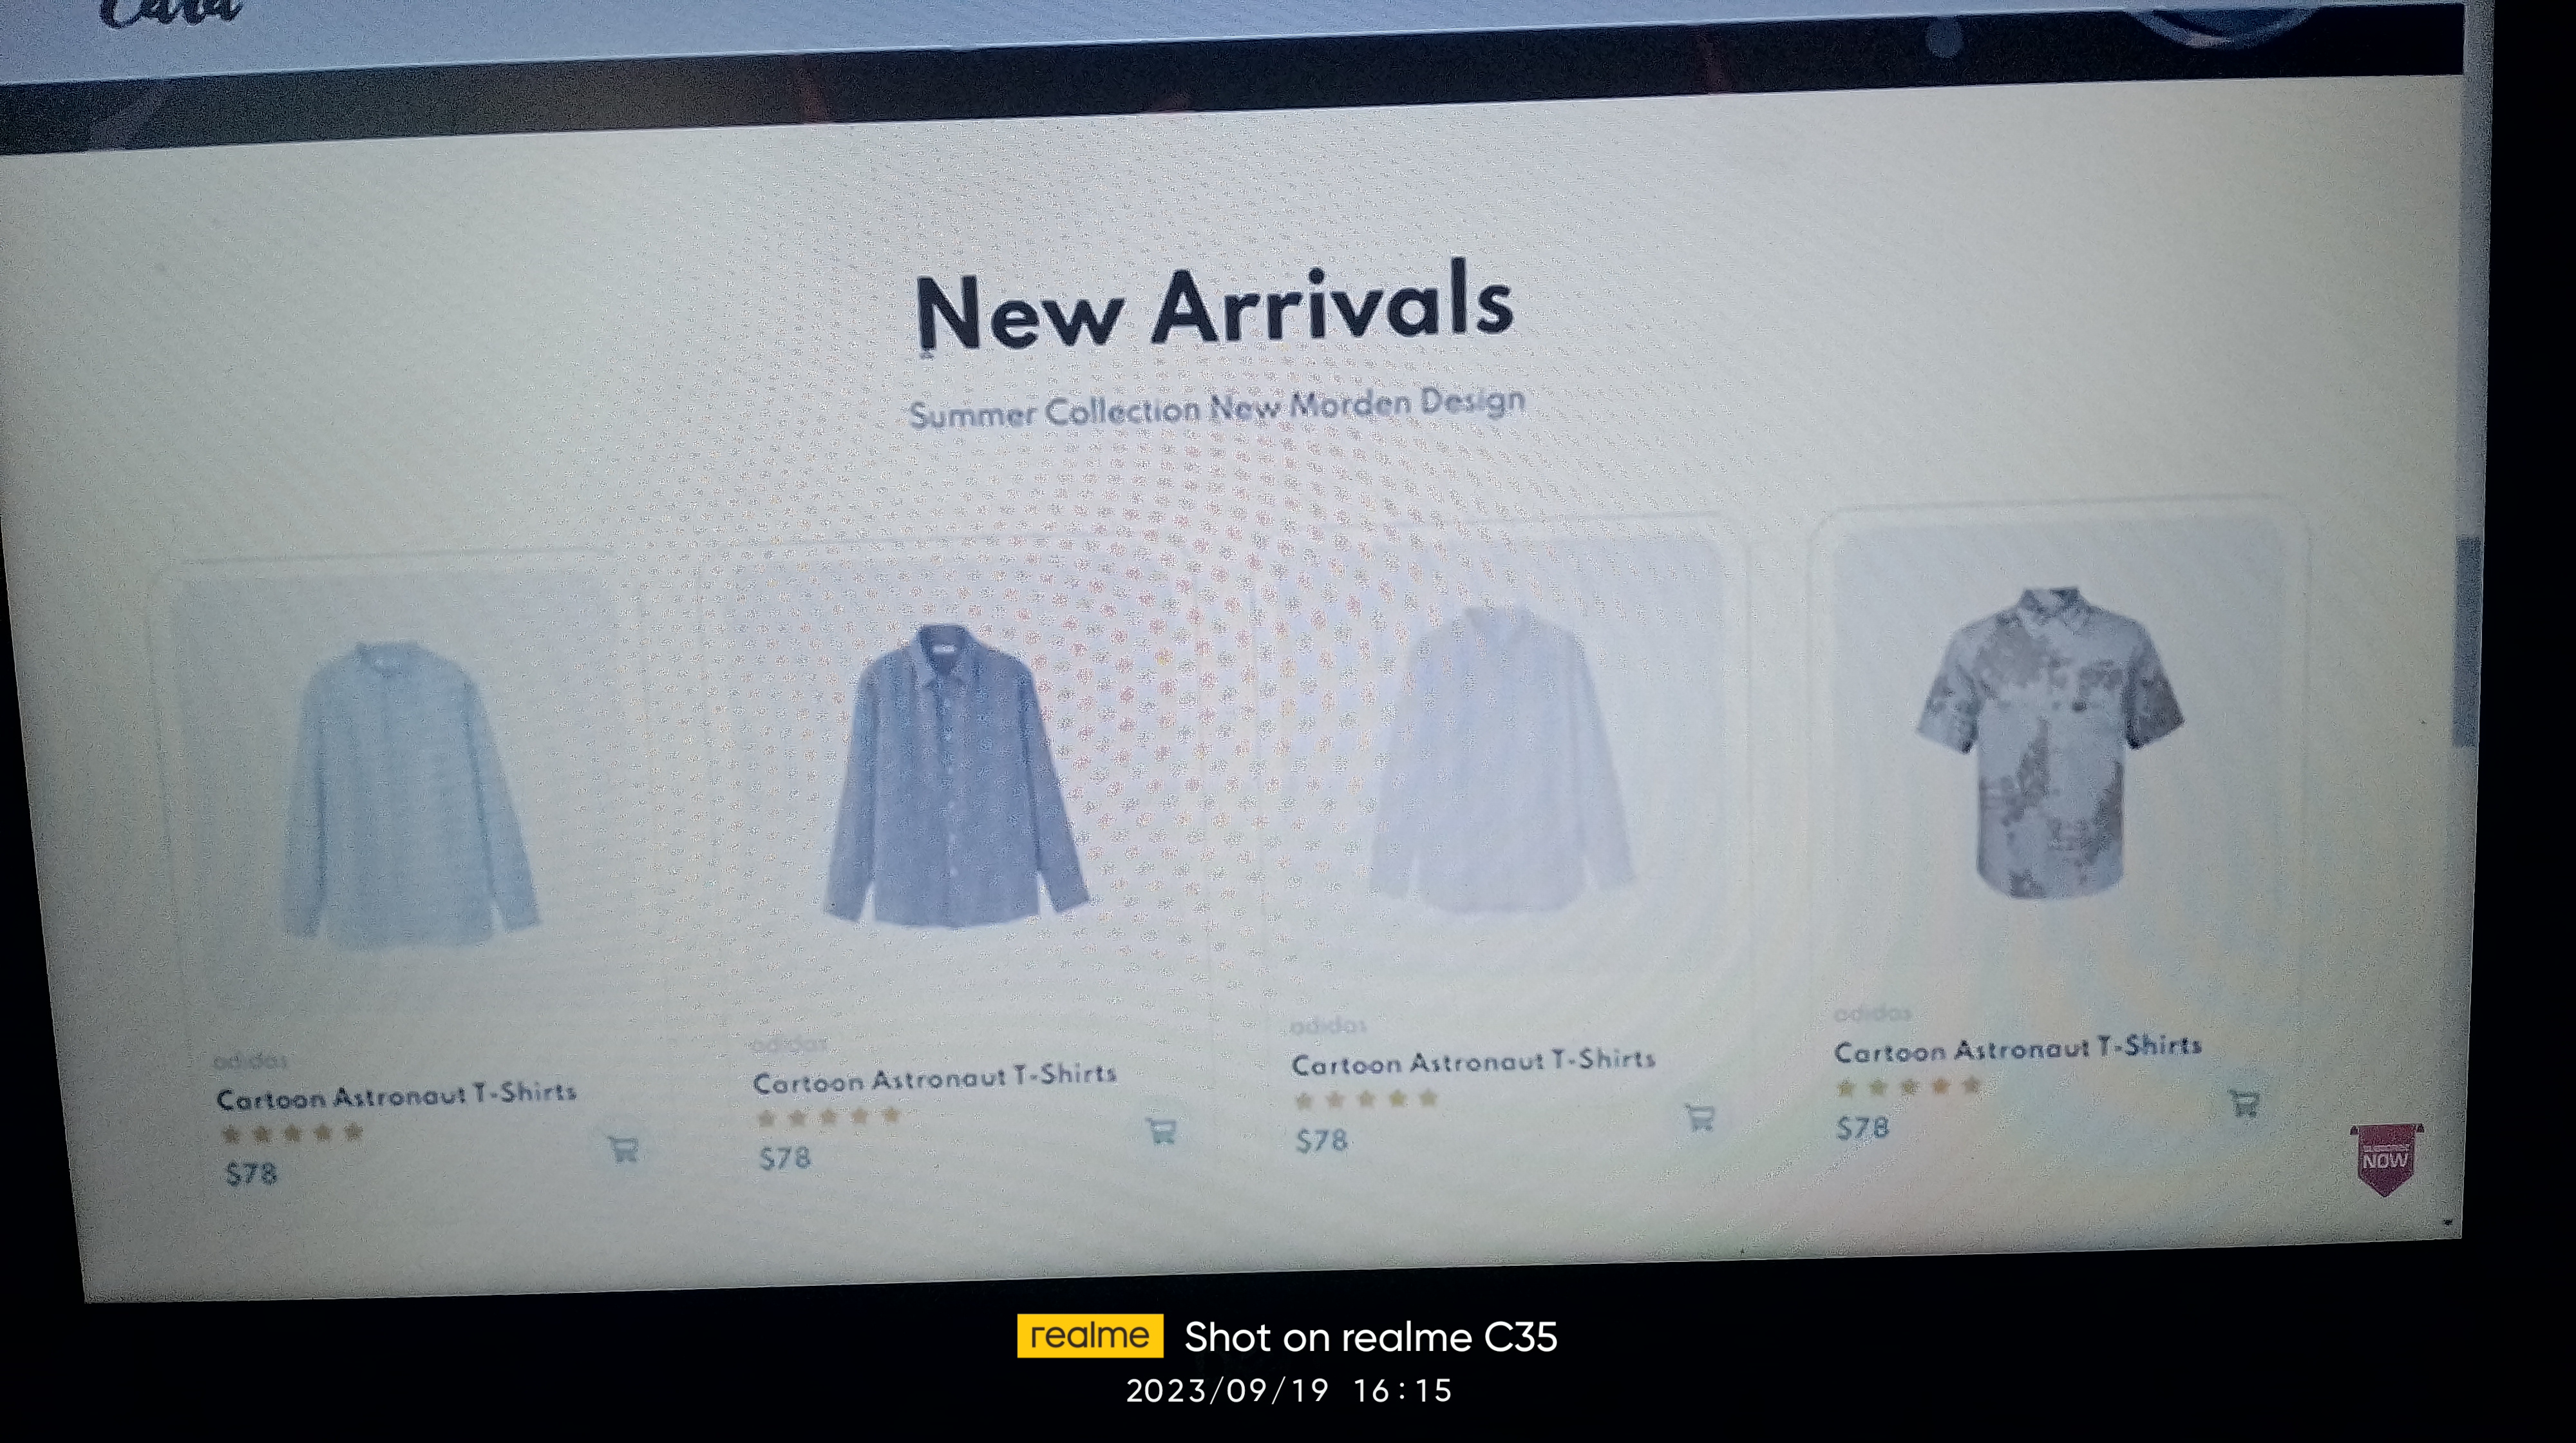 Cara
New Arrivals
Summer Collection New Morden Design
adidas
Cartoon Astronaut T-Shirts
$78
adidas
Cartoon Astronaut T-Shirts
$78
adidas
Cartoon Astronaut T-Shirts
$78
adidas
Cartoon Astronaut T-Shirts
$78
NOW
realme Shot on realme C35
2023/09/19 16:15